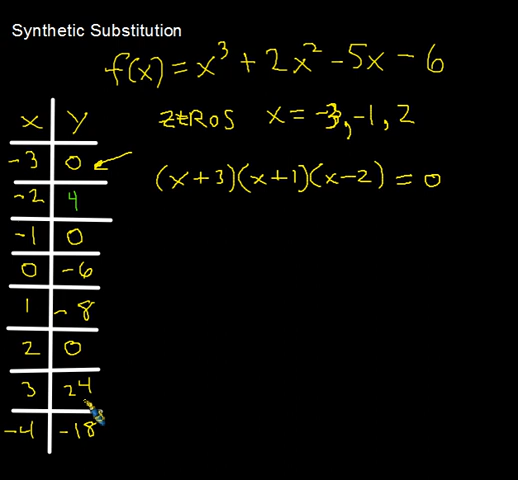 Synthetic Substitution
f(x) = x³ + 2x² - 5x - 6
ZEROS x = -3, -1, 2
(x+3)(x+1)(x-2) = 0
x y
-3 0
-2 4
-1 0
0 -6
1 -8
2 0
3 24
-4 -18